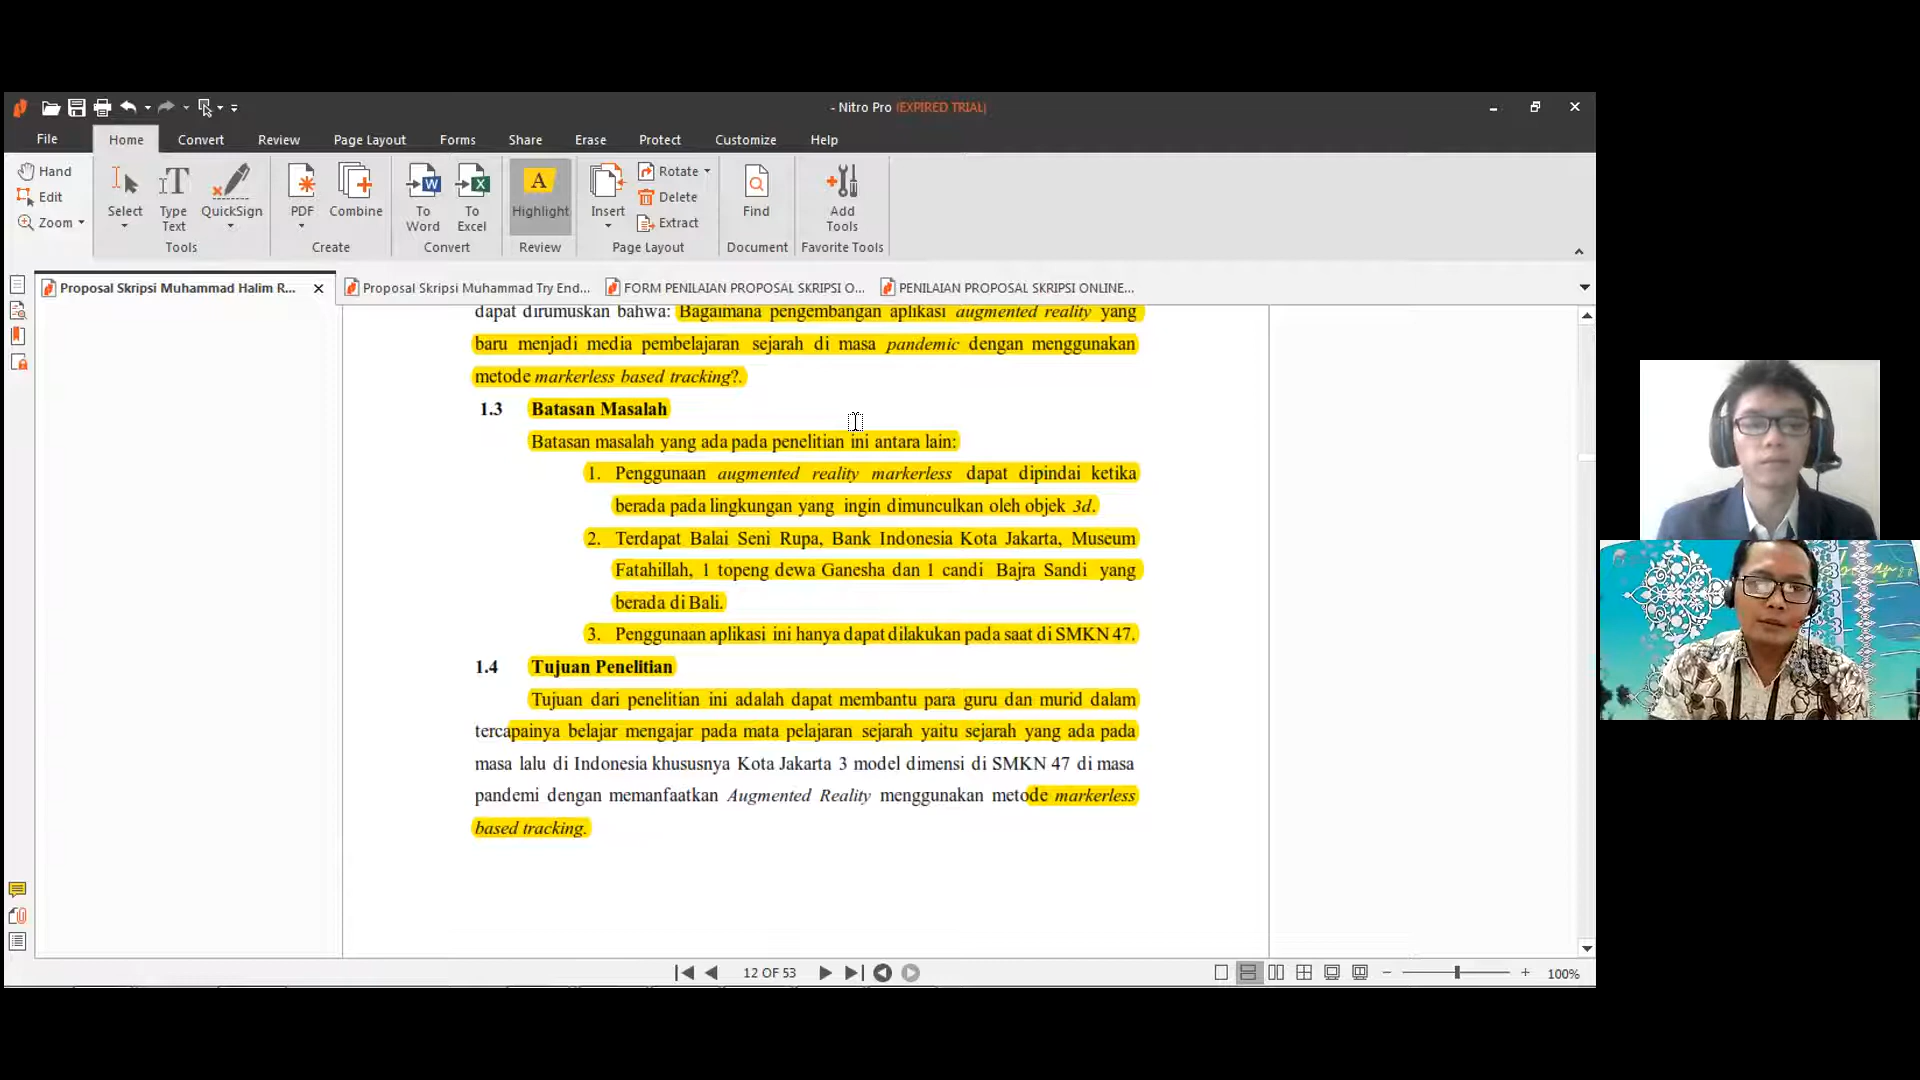 - Nitro Pro (EXPIRED TRIAL)
File Home Convert Review Page Layout Forms Share Erase Protect Customize Help
Hand
Edit
Zoom
Select
Type Text
QuickSign
Tools
PDF
Combine
Create
To Word
To Excel
Convert
Highlight
Review
Insert
Rotate
Delete
Extract
Page Layout
Find
Document
Add Tools
Favorite Tools
Proposal Skripsi Muhammad Halim R...
Proposal Skripsi Muhammad Try End...
FORM PENILAIAN PROPOSAL SKRIPSI O...
PENILAIAN PROPOSAL SKRIPSI ONLINE...
dapat dirumuskan bahwa: Bagaimana pengembangan aplikasi augmented reality yang
baru menjadi media pembelajaran sejarah di masa pandemic dengan menggunakan
metode markerless based tracking?.
1.3 Batasan Masalah
Batasan masalah yang ada pada penelitian ini antara lain:
1. Penggunaan augmented reality markerless dapat dipindai ketika
berada pada lingkungan yang ingin dimunculkan oleh objek 3d.
2. Terdapat Balai Seni Rupa, Bank Indonesia Kota Jakarta, Museum
Fatahillah, 1 topeng dewa Ganesha dan 1 candi Bajra Sandi yang
berada di Bali.
3. Penggunaan aplikasi ini hanya dapat dilakukan pada saat di SMKN 47.
1.4 Tujuan Penelitian
Tujuan dari penelitian ini adalah dapat membantu para guru dan murid dalam
tercapainya belajar mengajar pada mata pelajaran sejarah yaitu sejarah yang ada pada
masa lalu di Indonesia khususnya Kota Jakarta 3 model dimensi di SMKN 47 di masa
pandemi dengan memanfaatkan Augmented Reality menggunakan metode markerless
based tracking.
12 OF 53
100%